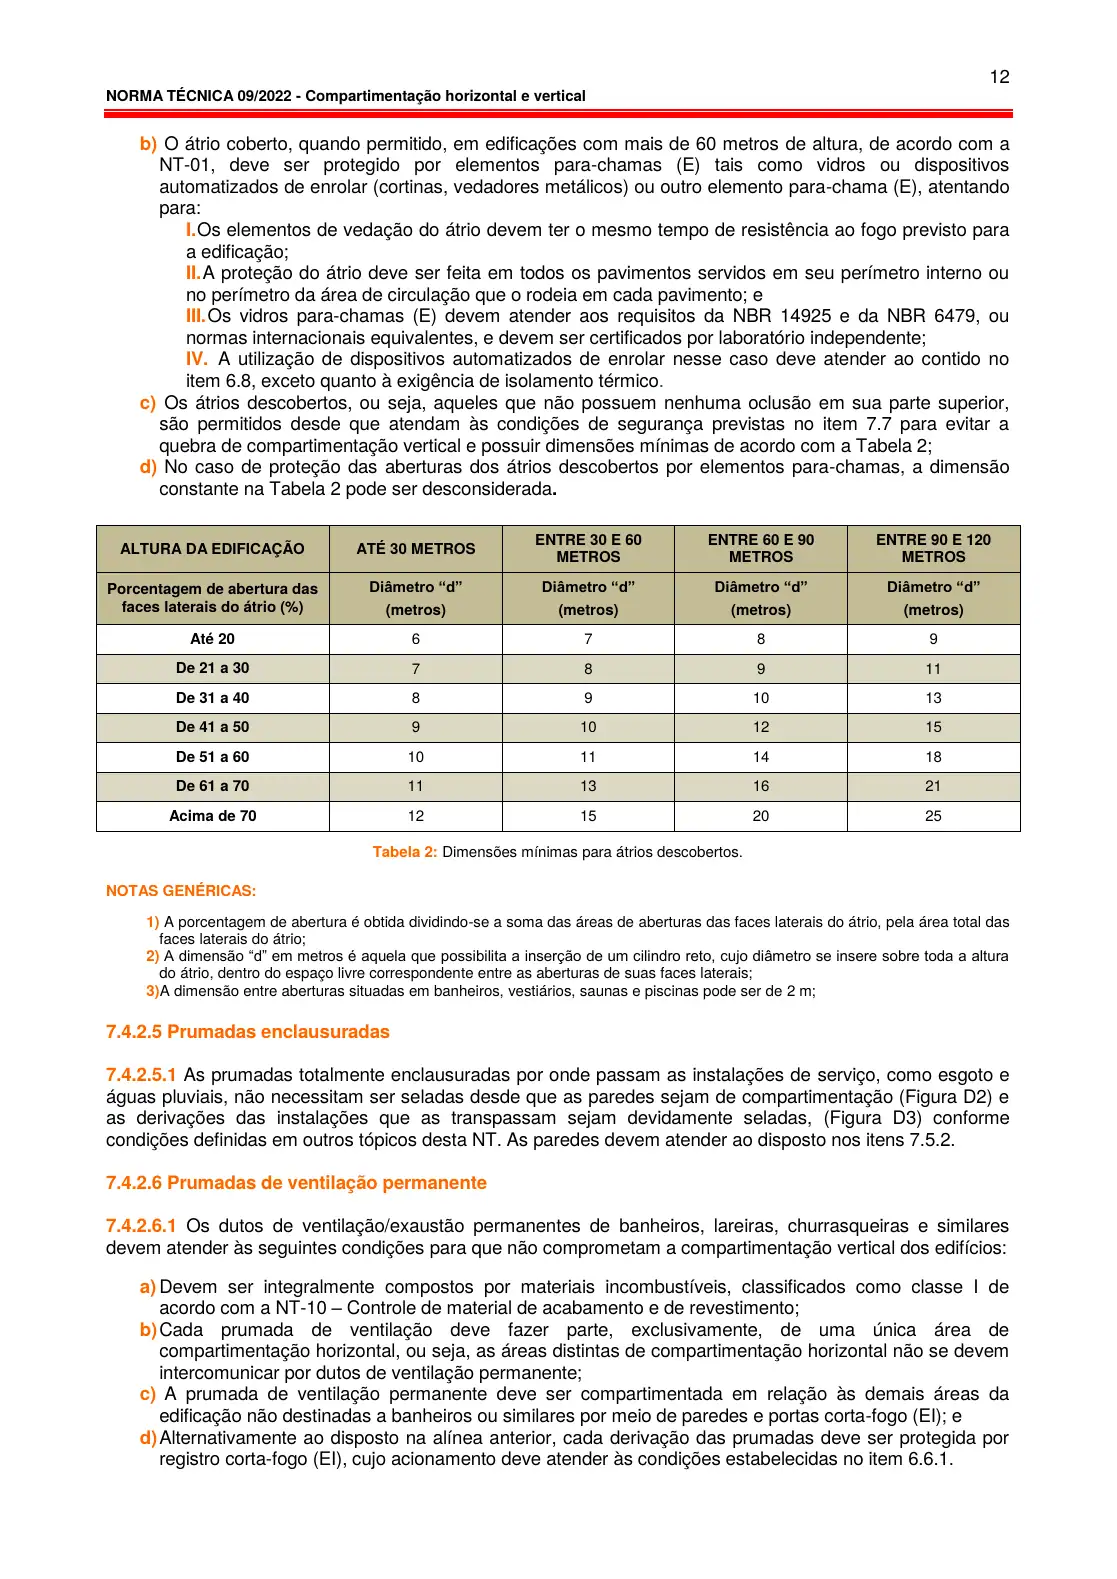 12
NORMA TÉCNICA 09/2022 - Compartimentação horizontal e vertical
b) O átrio coberto, quando permitido, em edificações com mais de 60 metros de altura, de acordo com a
NT-01, deve ser protegido por elementos para-chamas (E) tais como vidros ou dispositivos
automatizados de enrolar (cortinas, vedadores metálicos) ou outro elemento para-chama (E), atentando
para:
I.Os elementos de vedação do átrio devem ter o mesmo tempo de resistência ao fogo previsto para
a edificação;
II.A proteção do átrio deve ser feita em todos os pavimentos servidos em seu perímetro interno ou
no perímetro da área de circulação que o rodeia em cada pavimento; e
III.Os vidros para-chamas (E) devem atender aos requisitos da NBR 14925 e da NBR 6479, ou
normas internacionais equivalentes, e devem ser certificados por laboratório independente;
IV. A utilização de dispositivos automatizados de enrolar nesse caso deve atender ao contido no
item 6.8, exceto quanto à exigência de isolamento térmico.
c) Os átrios descobertos, ou seja, aqueles que não possuem nenhuma oclusão em sua parte superior,
são permitidos desde que atendam às condições de segurança previstas no item 7.7 para evitar a
quebra de compartimentação vertical e possuir dimensões mínimas de acordo com a Tabela 2;
d) No caso de proteção das aberturas dos átrios descobertos por elementos para-chamas, a dimensão
constante na Tabela 2 pode ser desconsiderada.
ALTURA DA EDIFICAÇÃO ATÉ 30 METROS ENTRE 30 E 60 METROS ENTRE 60 E 90 METROS ENTRE 90 E 120 METROS
Porcentagem de abertura das faces laterais do átrio (%) Diâmetro “d” (metros) Diâmetro “d” (metros) Diâmetro “d” (metros) Diâmetro “d” (metros)
Até 20 6 7 8 9
De 21 a 30 7 8 9 11
De 31 a 40 8 9 10 13
De 41 a 50 9 10 12 15
De 51 a 60 10 11 14 18
De 61 a 70 11 13 16 21
Acima de 70 12 15 20 25
Tabela 2: Dimensões mínimas para átrios descobertos.
NOTAS GENÉRICAS:
1) A porcentagem de abertura é obtida dividindo-se a soma das áreas de aberturas das faces laterais do átrio, pela área total das
faces laterais do átrio;
2) A dimensão “d” em metros é aquela que possibilita a inserção de um cilindro reto, cujo diâmetro se insere sobre toda a altura
do átrio, dentro do espaço livre correspondente entre as aberturas de suas faces laterais;
3)A dimensão entre aberturas situadas em banheiros, vestiários, saunas e piscinas pode ser de 2 m;
7.4.2.5 Prumadas enclausuradas
7.4.2.5.1 As prumadas totalmente enclausuradas por onde passam as instalações de serviço, como esgoto e
águas pluviais, não necessitam ser seladas desde que as paredes sejam de compartimentação (Figura D2) e
as derivações das instalações que as transpassam sejam devidamente seladas, (Figura D3) conforme
condições definidas em outros tópicos desta NT. As paredes devem atender ao disposto nos itens 7.5.2.
7.4.2.6 Prumadas de ventilação permanente
7.4.2.6.1 Os dutos de ventilação/exaustão permanentes de banheiros, lareiras, churrasqueiras e similares
devem atender às seguintes condições para que não comprometam a compartimentação vertical dos edifícios:
a) Devem ser integralmente compostos por materiais incombustíveis, classificados como classe I de
acordo com a NT-10 – Controle de material de acabamento e de revestimento;
b) Cada prumada de ventilação deve fazer parte, exclusivamente, de uma única área de
compartimentação horizontal, ou seja, as áreas distintas de compartimentação horizontal não se devem
intercomunicar por dutos de ventilação permanente;
c) A prumada de ventilação permanente deve ser compartimentada em relação às demais áreas da
edificação não destinadas a banheiros ou similares por meio de paredes e portas corta-fogo (EI); e
d) Alternativamente ao disposto na alínea anterior, cada derivação das prumadas deve ser protegida por
registro corta-fogo (EI), cujo acionamento deve atender às condições estabelecidas no item 6.6.1.